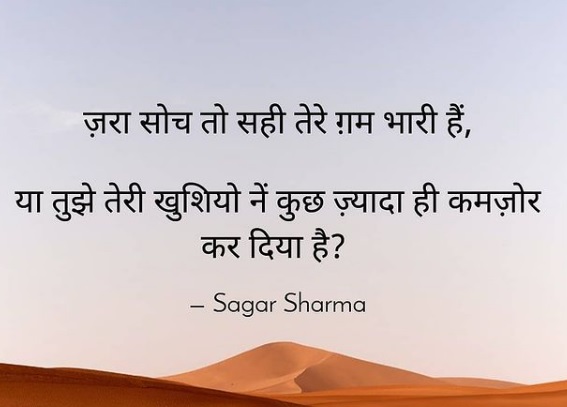 ज़रा सोच तो सही तेरे ग़म भारी हैं,
या तुझे तेरी खुशियो नें कुछ ज़्यादा ही कमज़ोर
कर दिया है?
– Sagar Sharma